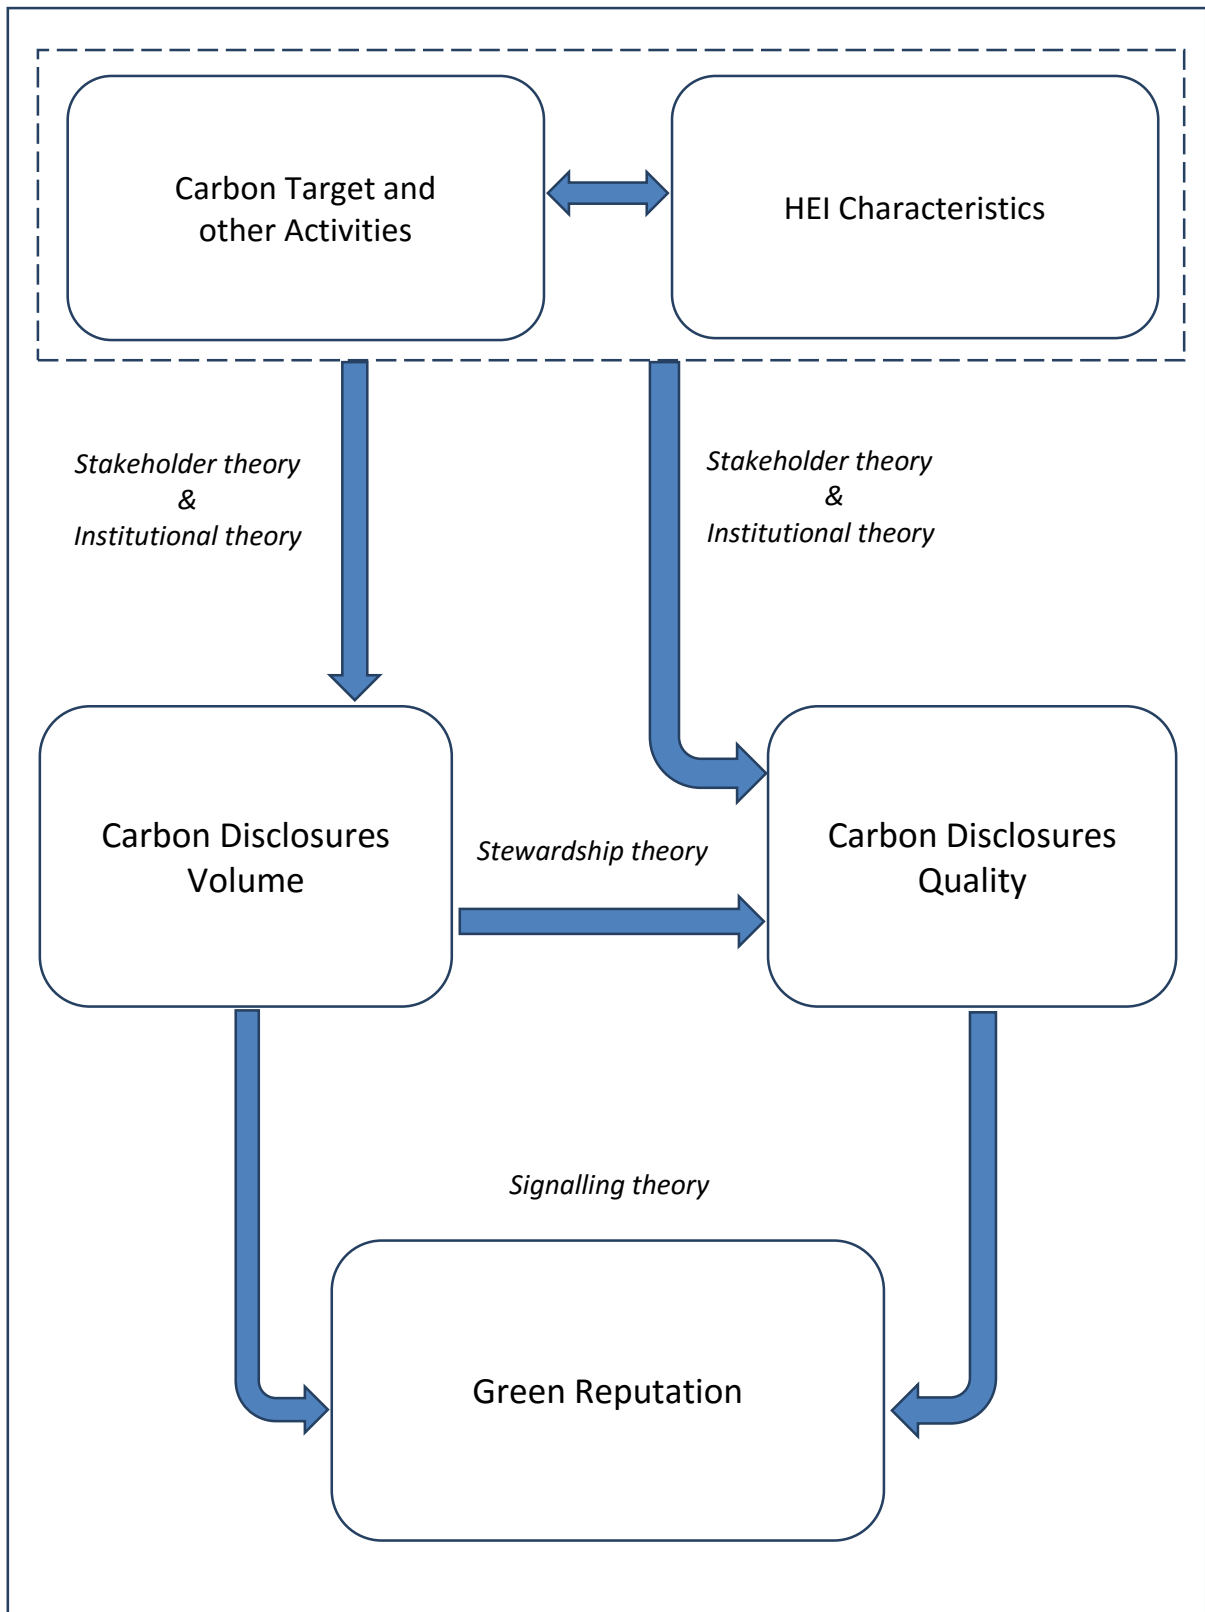 Carbon Target and
other Activities
HEI Characteristics
Stakeholder theory
&
Institutional theory
Stakeholder theory
&
Institutional theory
Carbon Disclosures
Volume
Stewardship theory
Carbon Disclosures
Quality
Signalling theory
Green Reputation